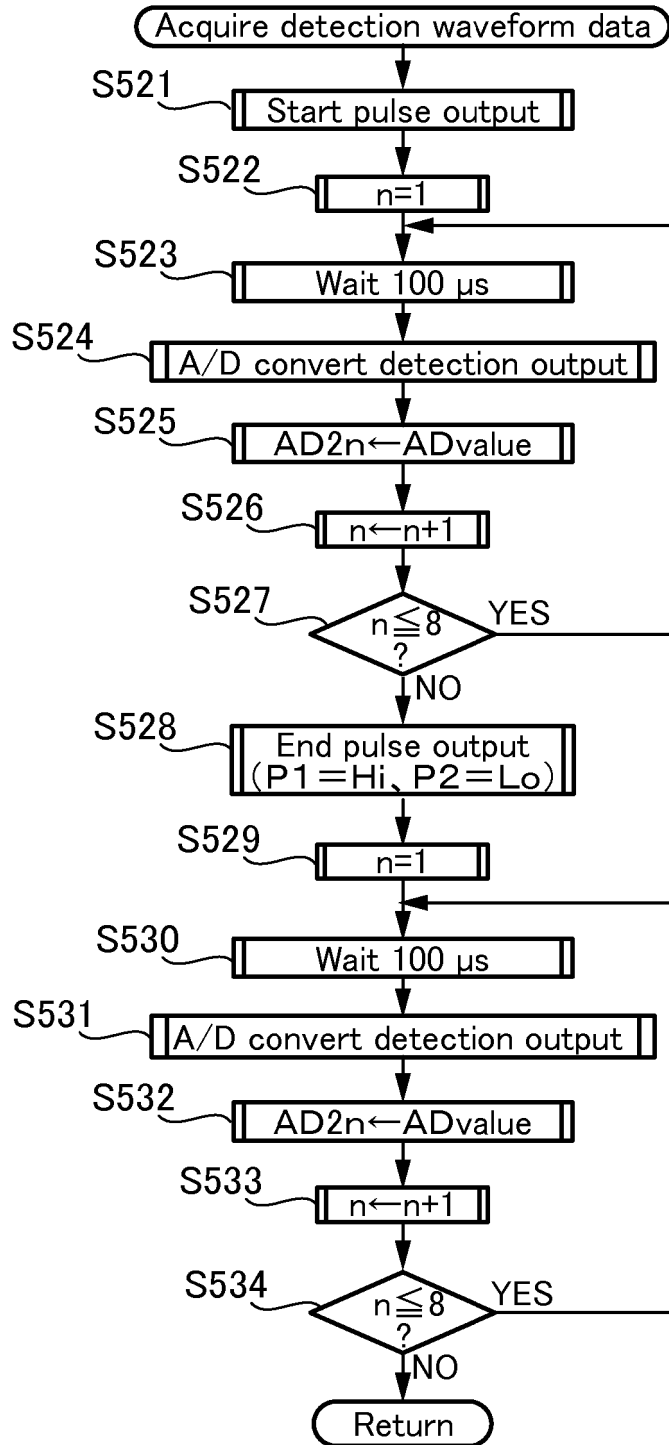 Acquire detection waveform data
S521
Start pulse output
S522
n=1
S523
Wait 100 µs
S524
A/D convert detection output
S525
AD2n←ADvalue
S526
n←n+1
S527
n≦8
?
YES
NO
S528
End pulse output
(P1=Hi、P2=Lo)
S529
n=1
S530
Wait 100 µs
S531
A/D convert detection output
S532
AD2n←ADvalue
S533
n←n+1
S534
n≦8
?
YES
NO
Return